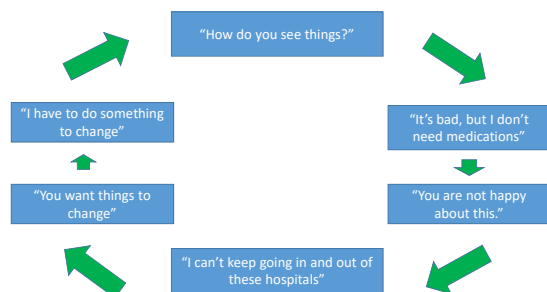 “How do you see things?”
“It’s bad, but I don’t
need medications”
“You are not happy
about this.”
“I can’t keep going in and out of
these hospitals”
“You want things to
change”
“I have to do something
to change”